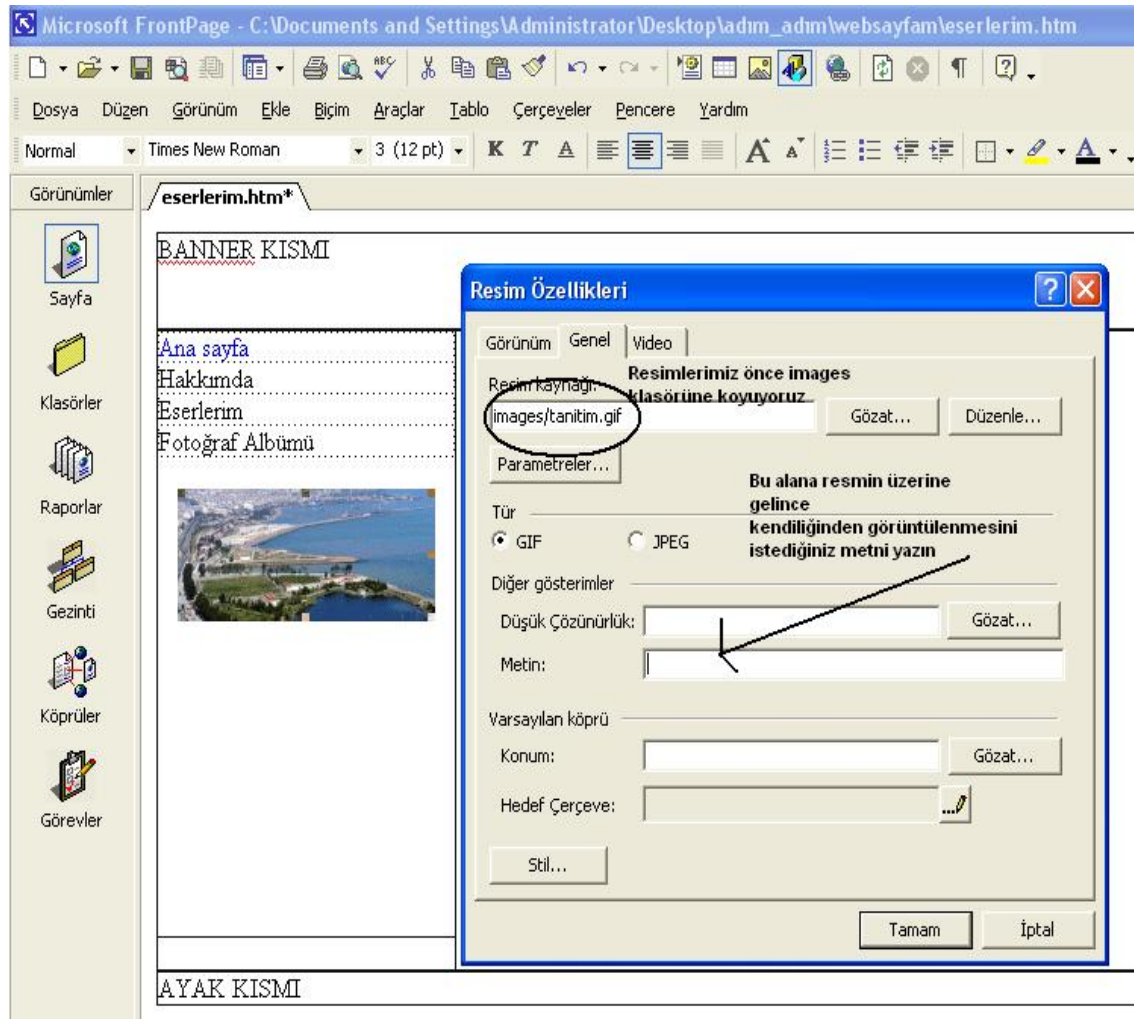 Microsoft FrontPage - C:\Documents and Settings\Administrator\Desktop\adım_adım\websayfam\eserlerim.htm
Dosya Düzen Görünüm Ekle Biçim Araçlar Tablo Çerçeveler Pencere Yardım
Normal Times New Roman 3 (12 pt) K T A
Görünümler
eserlerim.htm*
Sayfa
Klasörler
Raporlar
Gezinti
Köprüler
Görevler
BANNER KISMI
Ana sayfa
Hakkımda
Eserlerim
Fotoğraf Albümü
AYAK KISMI
Resim Özellikleri
Görünüm Genel Video
Resim kaynağı:
Resimlerimiz önce images
klasörüne koyuyoruz
images/tanitim.gif Gözat... Düzenle...
Parametreler...
Bu alana resmin üzerine
gelince
kendiliğinden görüntülenmesini
istediğiniz metni yazın
Tür
GIF JPEG
Diğer gösterimler
Düşük Çözünürlük: Gözat...
Metin:
Varsayılan köprü
Konum: Gözat...
Hedef Çerçeve: ...
Stil...
Tamam İptal